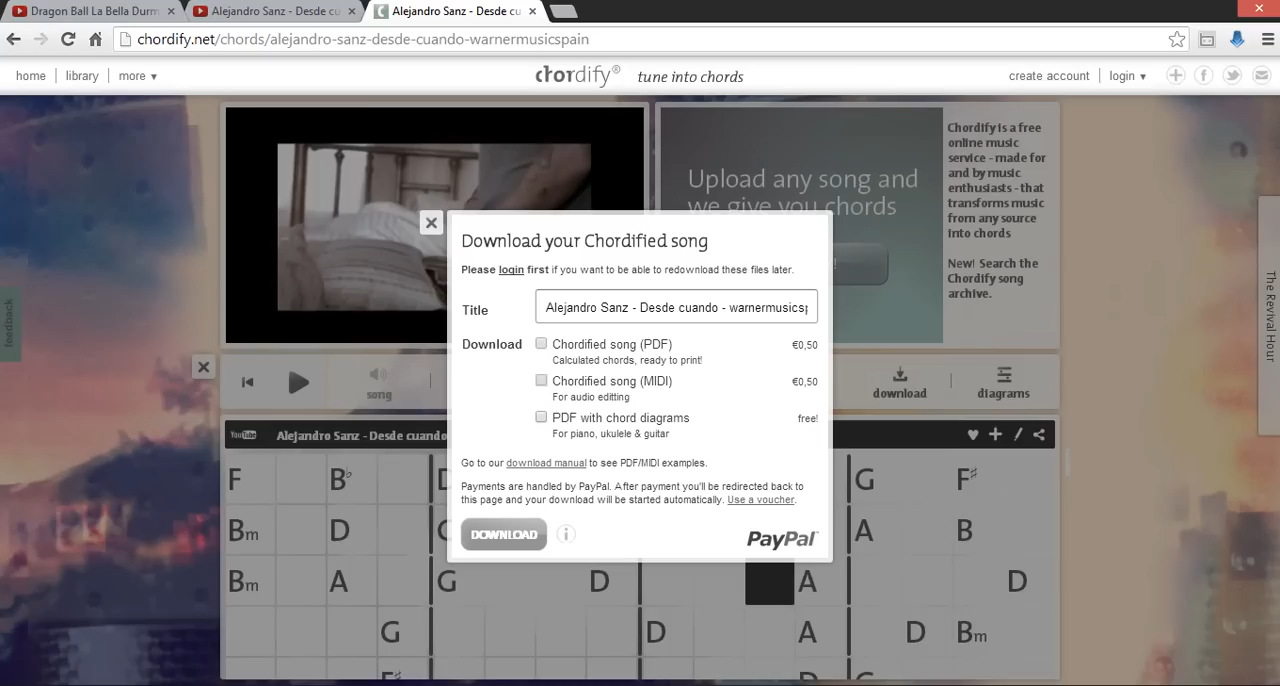 Dragon Ball La Bella Durm
Alejandro Sanz - Desde cu
Alejandro Sanz - Desde cu
chordify.net/chords/alejandro-sanz-desde-cuando-warnermusicspain
home library more
chordify® tune into chords
create account login
Upload any song and
we give you chords
Chordify is a free
online music
service - made for
and by music
enthusiasts - that
transforms music
from any source
into chords
New! Search the
Chordify song
archive.
feedback
The Revival Hour
Download your Chordified song
Please login first if you want to be able to redownload these files later.
Title Alejandro Sanz - Desde cuando - warnermusicsp
Download Chordified song (PDF) €0,50
Calculated chords, ready to print!
Chordified song (MIDI) €0,50
For audio editting
PDF with chord diagrams free!
For piano, ukulele & guitar
Go to our download manual to see PDF/MIDI examples.
Payments are handled by PayPal. After payment you'll be redirected back to
this page and your download will be started automatically. Use a voucher.
DOWNLOAD i PayPal
song download diagrams
YouTube Alejandro Sanz - Desde cuando
F B♭ G F♯
Bm D A B
Bm A G D A D
G D A D Bm